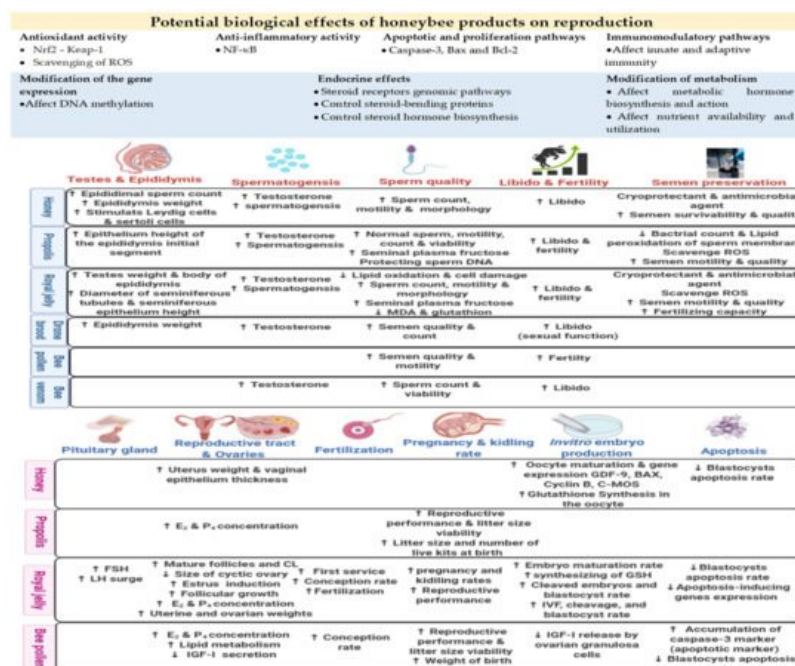 Potential biological effects of honeybee products on reproduction
Antioxidant activity
• Nrf2 - Keap-1
• Scavenging of ROS
Anti-inflammatory activity
• NF-κB
Apoptotic and proliferation pathways
• Caspase-3, Bax and Bcl-2
Immunomodulatory pathways
•Affect innate and adaptive
immunity
Modification of the gene
expression
•Affect DNA methylation
Endocrine effects
• Steroid receptors genomic pathways
• Control steroid-bending proteins
• Control steroid hormone biosynthesis
Modification of metabolism
• Affect metabolic hormone
biosynthesis and action
• Affect nutrient availability and
utilization
Testes & Epididymis
Spermatogensis
Sperm quality
Libido & Fertility
Semen preservation
Honey
↑ Epididimal sperm count
↑ Epididymis weight
↑ Stimulats Leydig cells
& sertoli cells
↑ Testosterone
↑ spermatogensis
↑ Sperm count,
motility & morphology
↑ Libido
Cryoprotectant & antimicrobial
agent
↑ Semen survivability & quality
Propolis
↑ Epithelium height of
the epididymis initial
segment
↑ Testosterone
↑ Spermatogensis
↑ Normal sperm, motility,
count & viability
↑ Seminal plasma fructose
Protecting sperm DNA
↑ Libido &
fertility
↓ Bactrial count & Lipid
peroxidation of sperm membran
Scavenge ROS
↑ Semen motility & quality
Royal jelly
↑ Testes weight & body of
epididymis
↑ Diameter of seminiferous
tubules & seminiferous
epithelium height
↑ Testosterone
↑ Spermatogensis
↓ Lipid oxidation & cell damage
↑ Sperm count, motility &
morphology
↑ Seminal plasma fructose
↓ MDA & glutathion
↑ Libido &
fertility
Cryoprotectant & antimicrobial
agent
Scavenge ROS
↑ Semen motility & quality
↑ Fertilizing capacity
Drone
brood
↑ Epididymis weight
↑ Testosterone
↑ Semen quality &
count
↑ Libido
(sexual function)
Bee
pollen
↑ Semen quality &
motility
↑ Fertilty
Bee
venom
↑ Testosterone
↑ Sperm count &
viability
↑ Libido
Pituitary gland
Reproductive tract
& Ovaries
Fertilization
Pregnancy & kidling
rate
Invitro embryo
production
Apoptosis
Honey
↑ Uterus weight & vaginal
epithelium thickness
↑ Oocyte maturation & gene
expression GDF-9, BAX,
Cyclin B, C-MOS
↑Glutathione Synthesis in
the oocyte
↓ Blastocysts
apoptosis rate
Propolis
↑ E₂ & P₄ concentration
↑ Reproductive
performance & litter size
viability
↑ Litter size and number of
live kits at birth
Royal jelly
↑ FSH
↑ LH surge
↑ Mature follicles and CL
↓ Size of cyctic ovary
↑ Estrus induction
↑ Follicular growth
↑ E₂ & P₄ concentration
↑ Uterine and ovarian weights
↑ First service
↑ Conception rate
↑ Fertilization
↑pregnancy and
kidilling rates
↑ Reproductive
performance
↑ Embryo maturation rate
↑ synthesizing of GSH
↑ Cleaved embryos and
blastocyst rate
↑ IVF, cleavage, and
blastocyst rate
↓Blastocysts
apoptosis rate
↓ Apoptosis-inducing
genes expression
Bee pollen
↑ E₂ & P₄ concentration
↑ Lipid metabolism
↓ IGF-I secretion
↑ Conception
rate
↑ Reproductive
performance &
litter size viability
↑ Weight of birth
↓ IGF-I release by
ovarian granulosa
cells
↑ Accumulation of
caspase-3 marker
(apoptotic marker)
↓ Blastocysts apoptosis